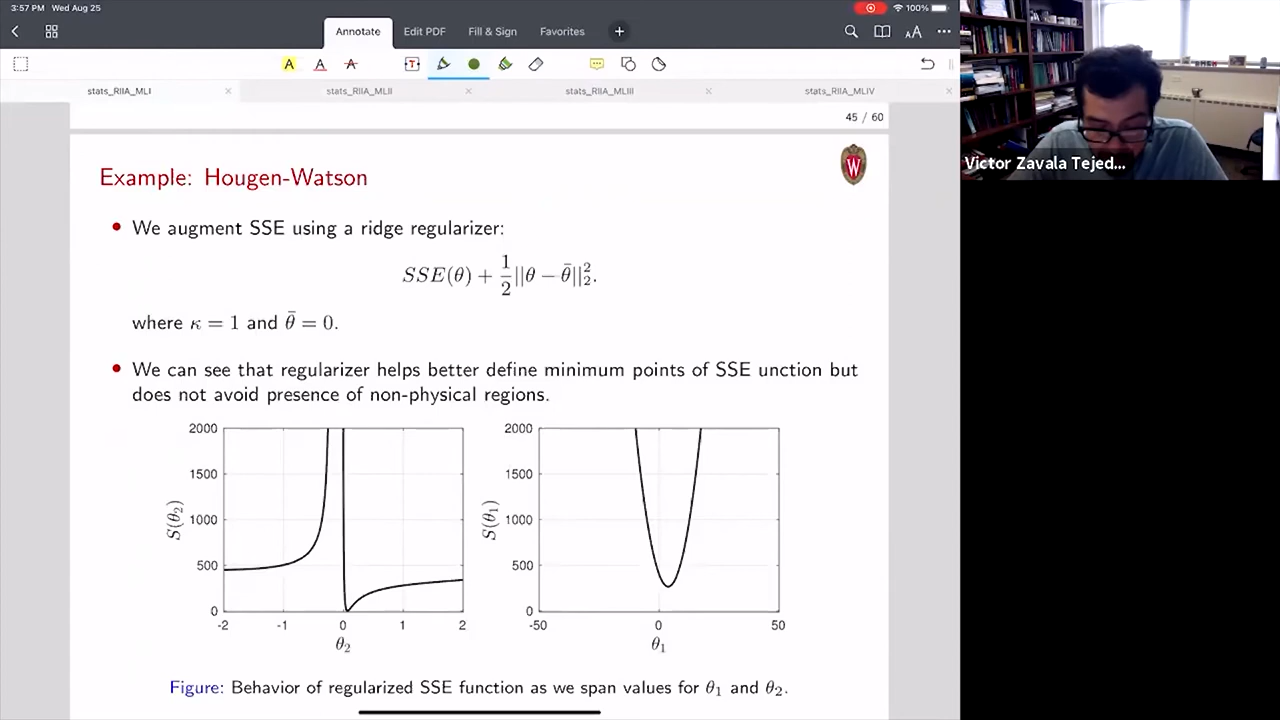 3:57 PM Wed Aug 25
100%
Annotate
Edit PDF
Fill & Sign
Favorites
AA
A
A
A
T
stats_RIIA_MLI
stats_RIIA_MLII
stats_RIIA_MLIII
stats_RIIA_MLIV
45 / 60
Example: Hougen-Watson
W
• We augment SSE using a ridge regularizer:
SSE(θ) + 1/2 ||θ − θ̄||₂².
where κ = 1 and θ̄ = 0.
• We can see that regularizer helps better define minimum points of SSE unction but
does not avoid presence of non-physical regions.
2000
1500
1000
500
0
S(θ₂)
-2 -1 0 1 2
θ₂
2000
1500
1000
500
0
S(θ₁)
-50 0 50
θ₁
Figure: Behavior of regularized SSE function as we span values for θ₁ and θ₂.
Victor Zavala Tejed...